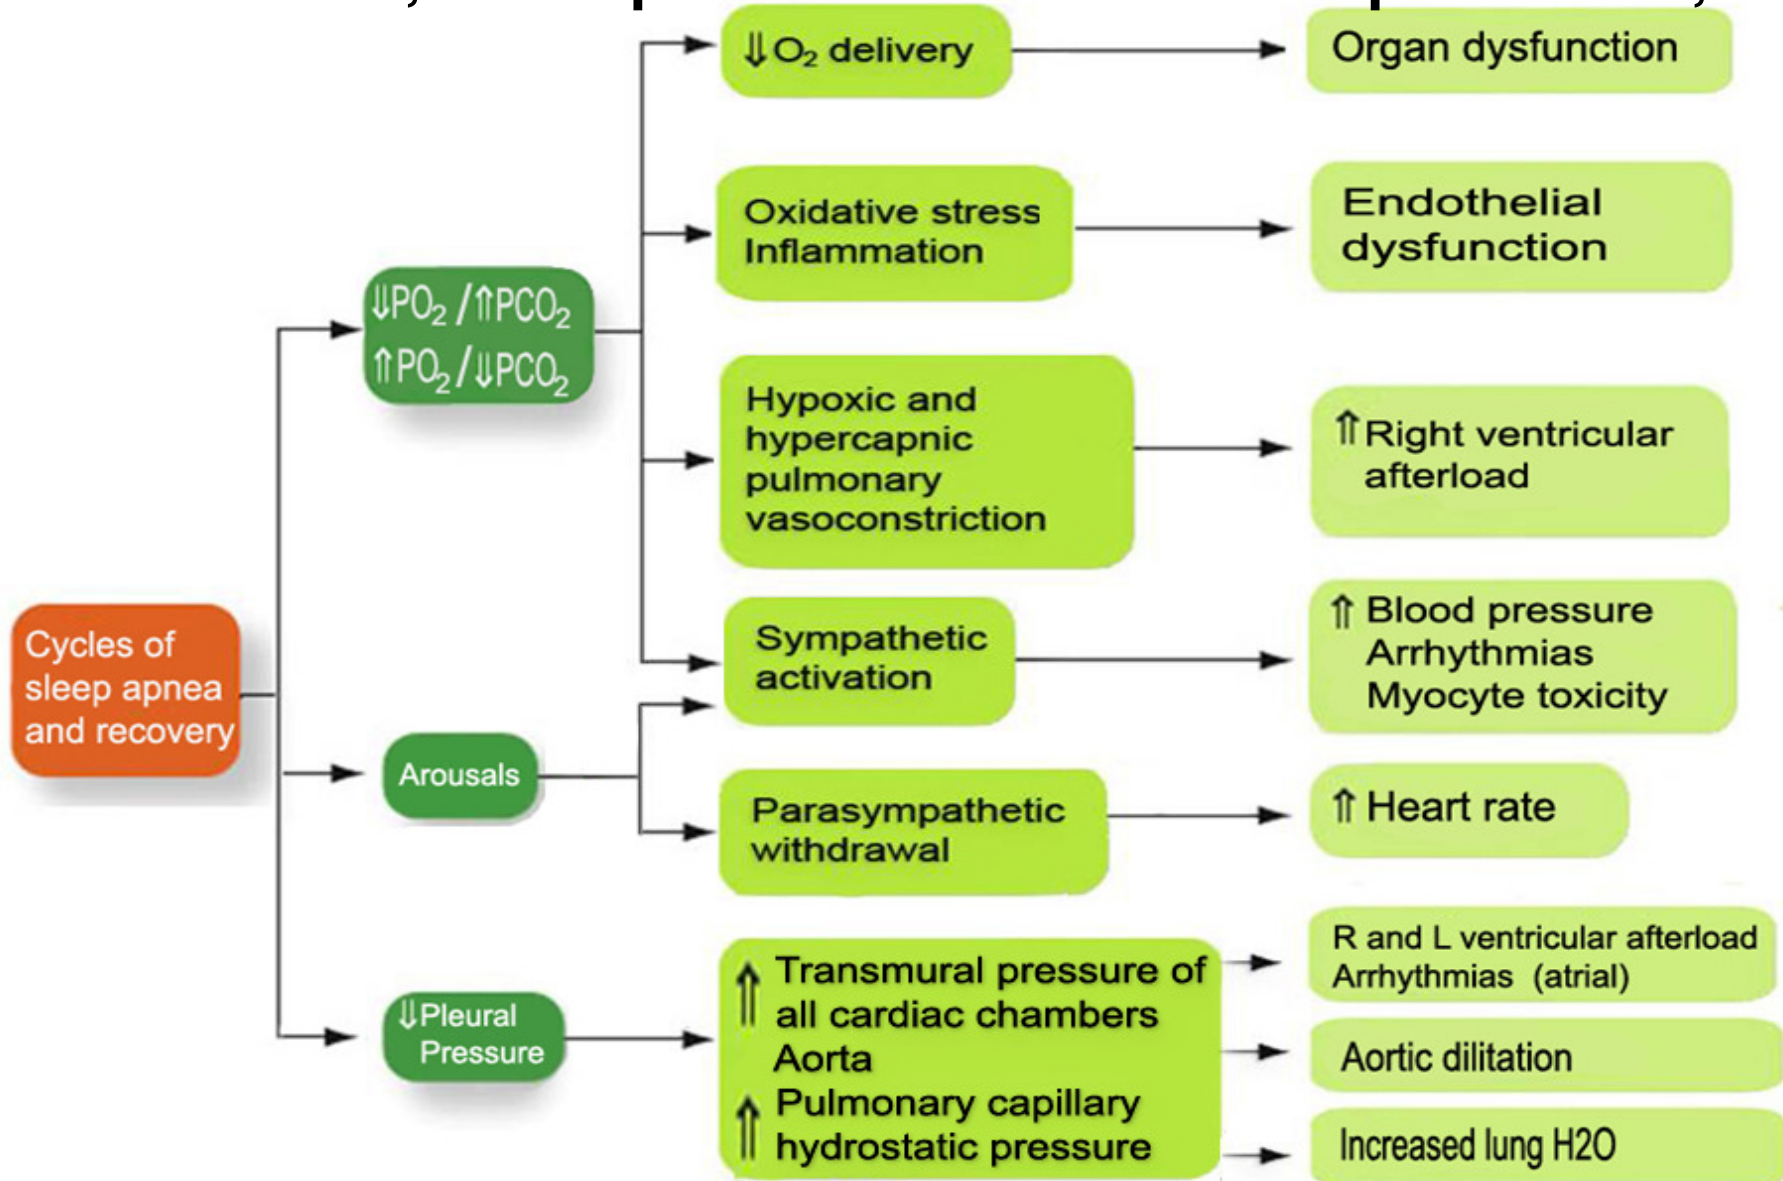 ⇓O₂ delivery
Organ dysfunction
Oxidative stress
Inflammation
Endothelial
dysfunction
⇓PO₂ /⇑PCO₂
⇑PO₂/⇓PCO₂
Hypoxic and
hypercapnic
pulmonary
vasoconstriction
⇑Right ventricular
afterload
Cycles of
sleep apnea
and recovery
Sympathetic
activation
⇑ Blood pressure
Arrhythmias
Myocyte toxicity
Arousals
Parasympathetic
withdrawal
⇑ Heart rate
⇓Pleural
Pressure
⇑ Transmural pressure of
all cardiac chambers
Aorta
⇑ Pulmonary capillary
hydrostatic pressure
R and L ventricular afterload
Arrhythmias (atrial)
Aortic dilitation
Increased lung H2O